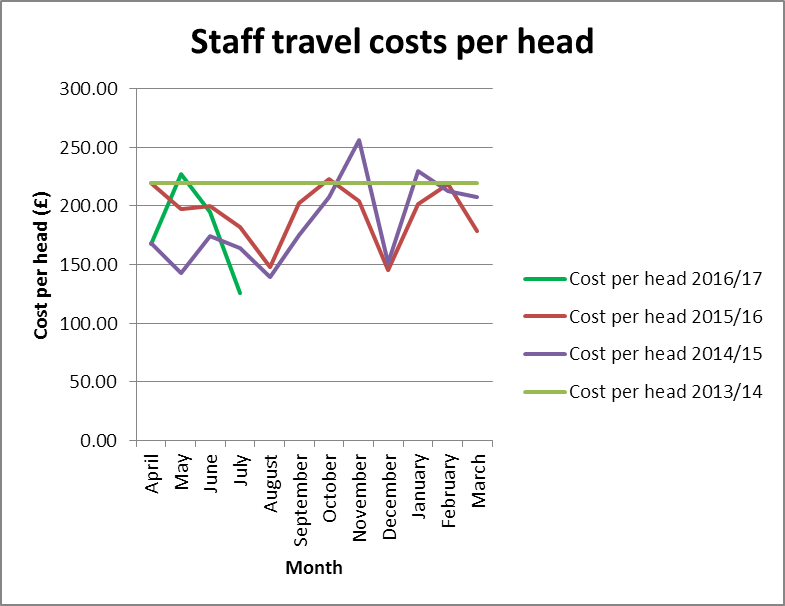 Staff travel costs per head
300.00
250.00
200.00
150.00
100.00
50.00
0.00
Cost per head (£)
April
May
June
July
August
September
October
November
December
January
February
March
Month
Cost per head 2016/17
Cost per head 2015/16
Cost per head 2014/15
Cost per head 2013/14